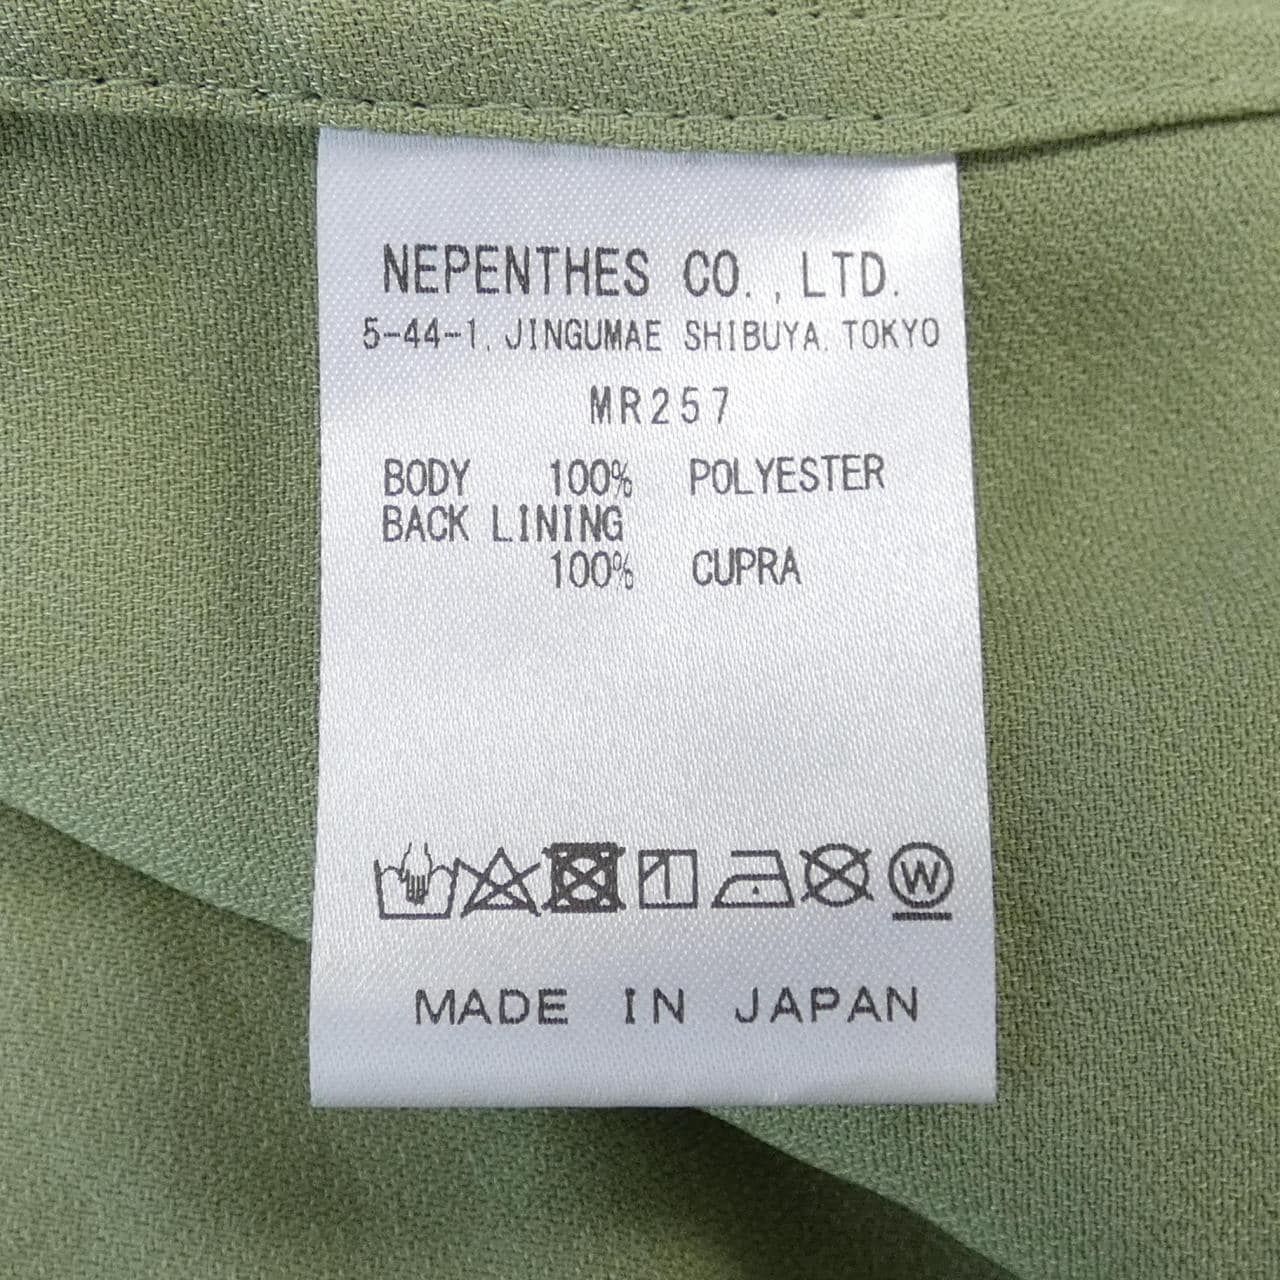 NEPENTHES CO., LTD.
5-44-1, JINGUMAE SHIBUYA, TOKYO
MR257
BODY 100% POLYESTER
BACK LINING
100% CUPRA
W
MADE IN JAPAN